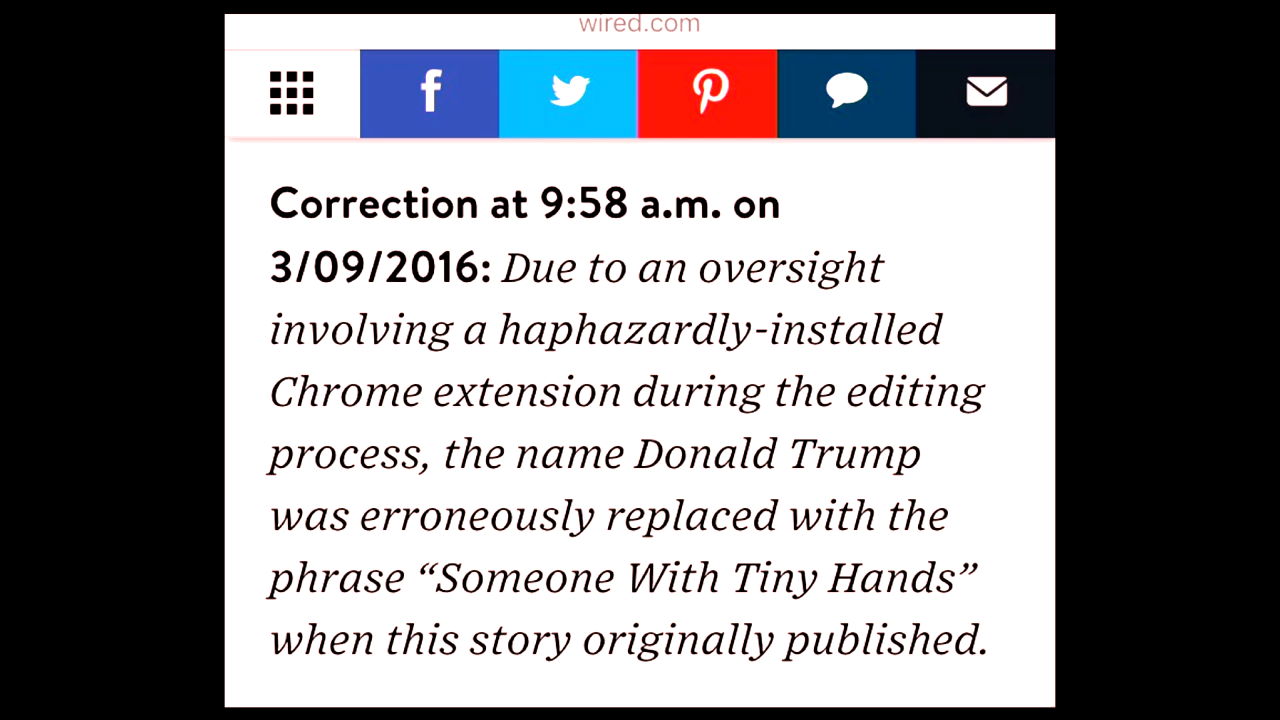 wired.com
Correction at 9:58 a.m. on
3/09/2016: Due to an oversight
involving a haphazardly-installed
Chrome extension during the editing
process, the name Donald Trump
was erroneously replaced with the
phrase “Someone With Tiny Hands”
when this story originally published.